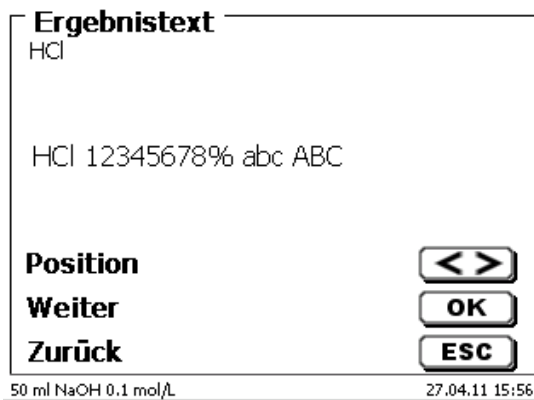 Ergebnistext
HCl
HCl 12345678% abc ABC
Position < >
Weiter OK
Zurück ESC
50 ml NaOH 0.1 mol/L 27.04.11 15:56